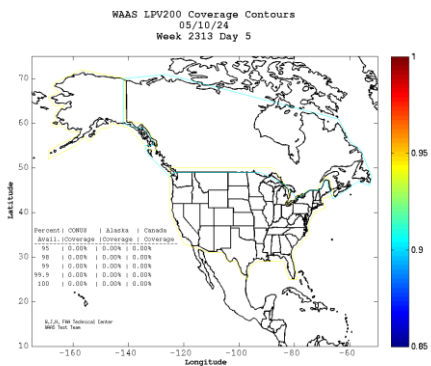 WAAS LPV200 Coverage Contours
05/10/24
Week 2313 Day 5
70
60
50
40
30
20
10
Latitude
Percent| CONUS | Alaska | Canada
Avail. |Coverage |Coverage | Coverage
95 | 0.00% | 0.00% | 0.00%
98 | 0.00% | 0.00% | 0.00%
99 | 0.00% | 0.00% | 0.00%
99.9 | 0.00% | 0.00% | 0.00%
100 | 0.00% | 0.00% | 0.00%
W.J.H. FAA Technical Center
WAAS Test Team
-160 -140 -120 -100 -80 -60
Longitude
1
0.95
0.9
0.85